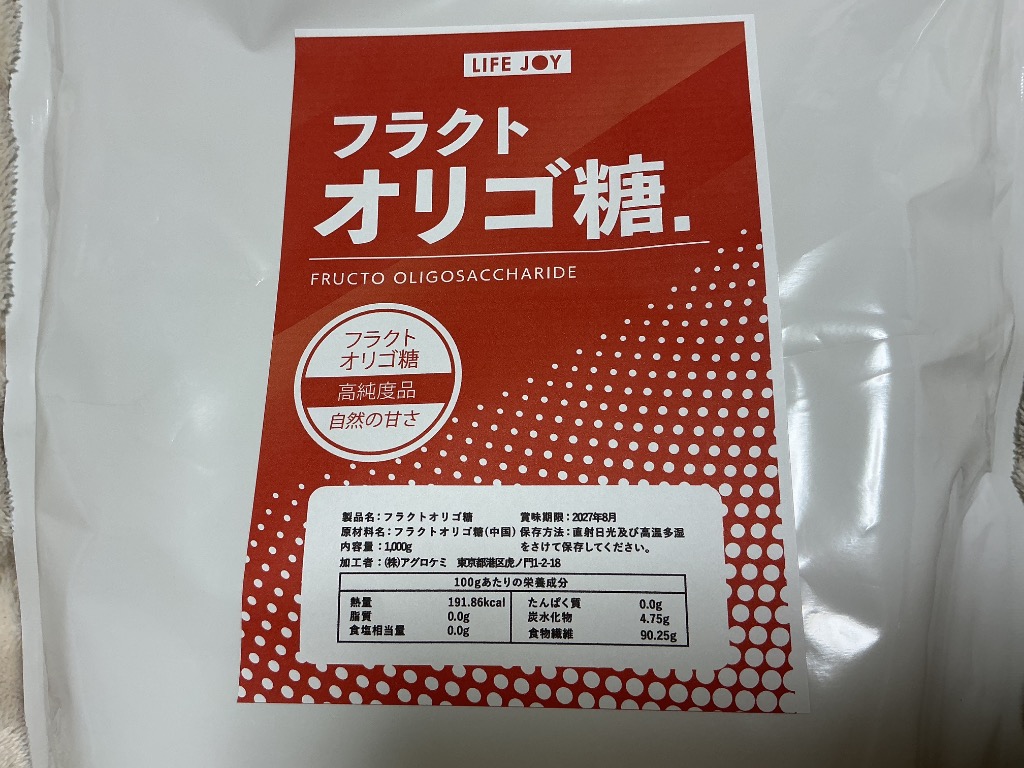 LIFE JOY
フラクト
オリゴ糖.
FRUCTO OLIGOSACCHARIDE
フラクト
オリゴ糖
高純度品
自然の甘さ
製品名：フラクトオリゴ糖
原材料名：フラクトオリゴ糖(中国)
内容量：1,000g
賞味期限：2027年8月
保存方法：直射日光及び高温多湿
をさけて保存してください。
加工者：(株)アグロケミ 東京都港区虎ノ門1-2-18
100gあたりの栄養成分
熱量 191.86kcal
脂質 0.0g
食塩相当量 0.0g
たんぱく質 0.0g
炭水化物 4.75g
食物繊維 90.25g